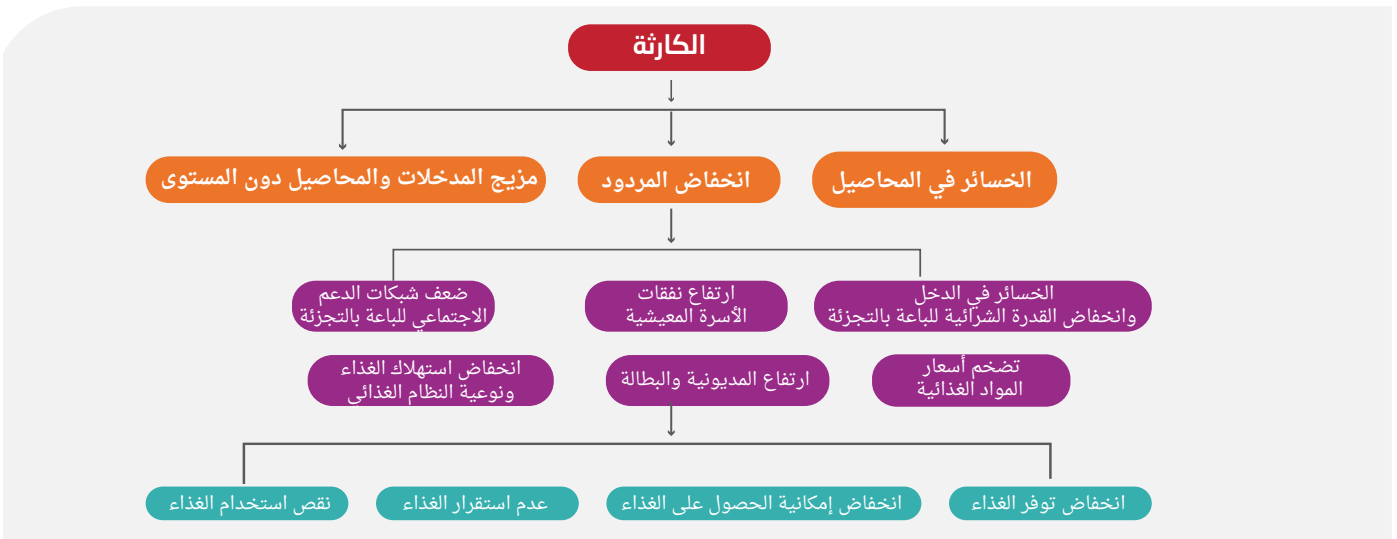 الكارثة
الخسائر في المحاصيل
انخفاض المردود
مزيج المدخلات والمحاصيل دون المستوى
الخسائر في الدخل
وانخفاض القدرة الشرائية للباعة بالتجزئة
ارتفاع نفقات
الأسرة المعيشية
ضعف شبكات الدعم
الاجتماعي للباعة بالتجزئة
تضخم أسعار
المواد الغذائية
ارتفاع المديونية والبطالة
انخفاض استهلاك الغذاء
ونوعية النظام الغذائي
انخفاض توفر الغذاء
انخفاض إمكانية الحصول على الغذاء
عدم استقرار الغذاء
نقص استخدام الغذاء